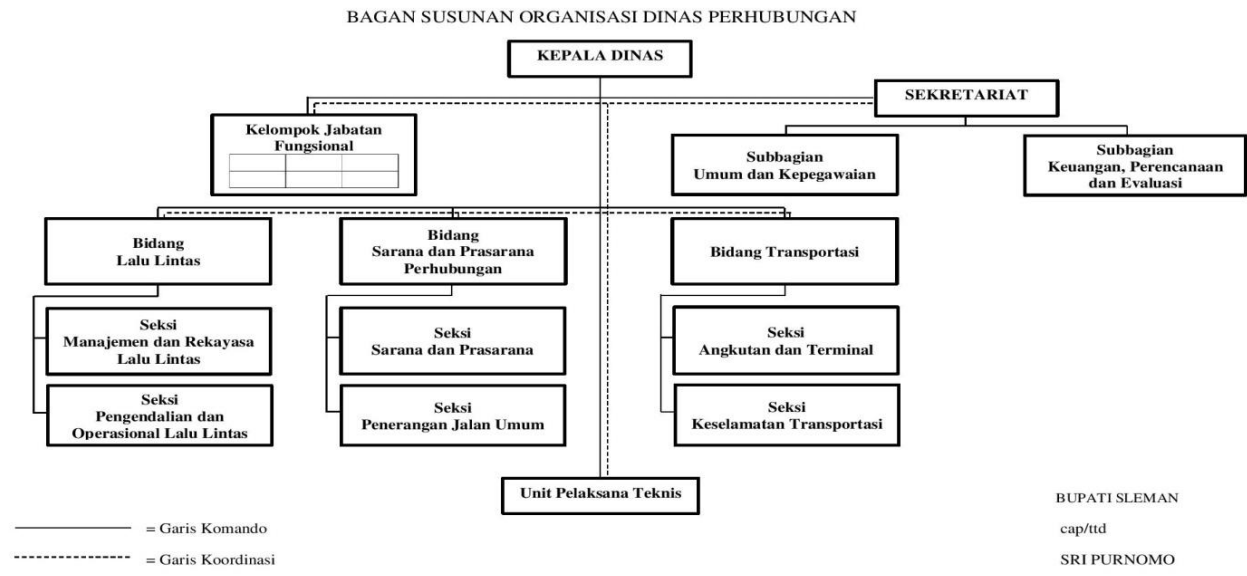 BAGAN SUSUNAN ORGANISASI DINAS PERHUBUNGAN
KEPALA DINAS
SEKRETARIAT
Kelompok Jabatan
Fungsional
Subbagian
Umum dan Kepegawaian
Subbagian
Keuangan, Perencanaan
dan Evaluasi
Bidang
Lalu Lintas
Bidang
Sarana dan Prasarana
Perhubungan
Bidang Transportasi
Seksi
Manajemen dan Rekayasa
Lalu Lintas
Seksi
Sarana dan Prasarana
Seksi
Angkutan dan Terminal
Seksi
Pengendalian dan
Operasional Lalu Lintas
Seksi
Penerangan Jalan Umum
Seksi
Keselamatan Transportasi
Unit Pelaksana Teknis
= Garis Komando
= Garis Koordinasi
BUPATI SLEMAN
cap/ttd
SRI PURNOMO